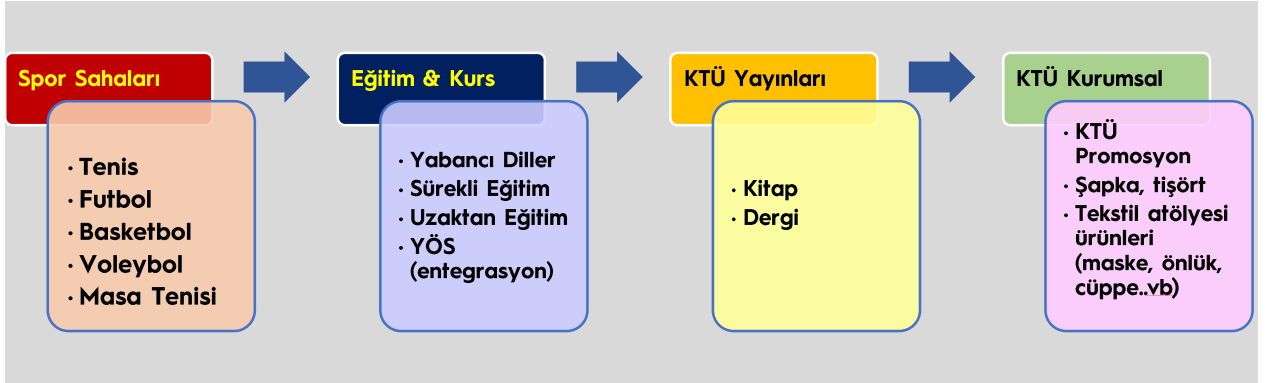 Spor Sahaları
· Tenis
· Futbol
· Basketbol
· Voleybol
· Masa Tenisi
Eğitim & Kurs
· Yabancı Diller
· Sürekli Eğitim
· Uzaktan Eğitim
· YÖS
(entegrasyon)
KTÜ Yayınları
· Kitap
· Dergi
KTÜ Kurumsal
· KTÜ
Promosyon
· Şapka, tişört
· Tekstil atölyesi
ürünleri
(maske, önlük,
cüppe..vb)